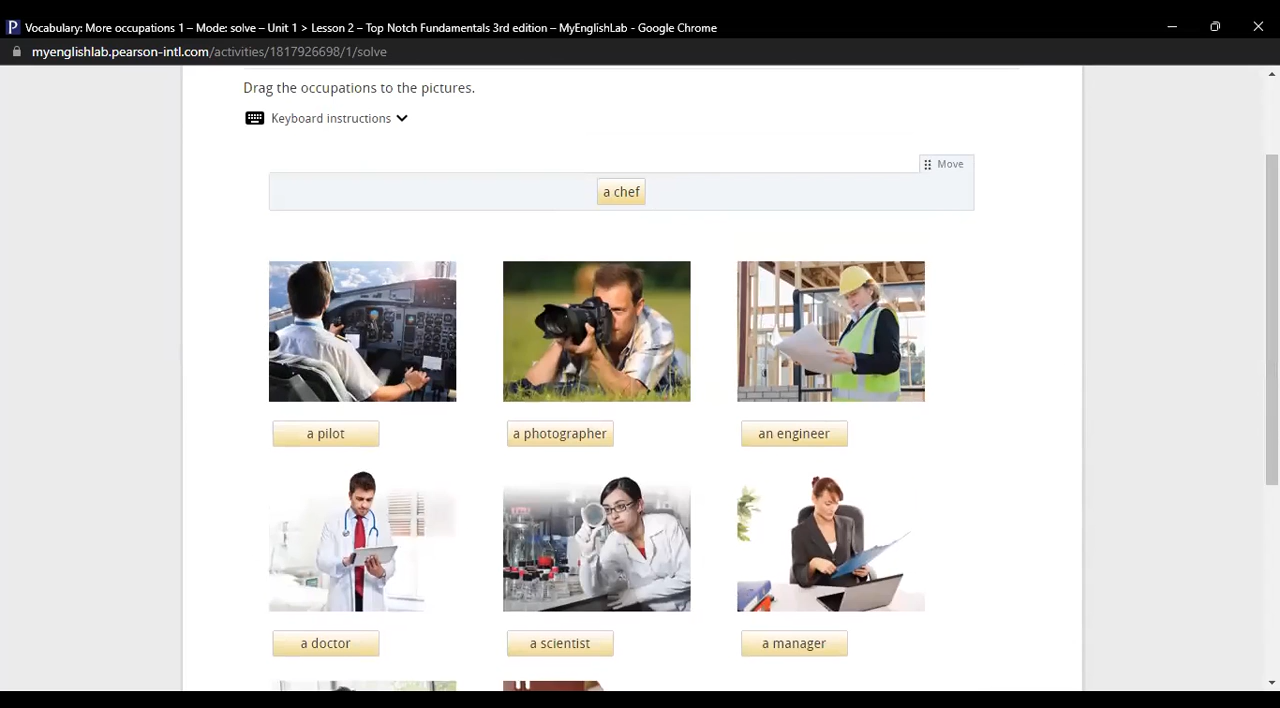 Vocabulary: More occupations 1 – Mode: solve – Unit 1 > Lesson 2 – Top Notch Fundamentals 3rd edition – MyEnglishLab - Google Chrome
myenglishlab.pearson-intl.com/activities/1817926698/1/solve
Drag the occupations to the pictures.
Keyboard instructions
Move
a chef
a pilot
a photographer
an engineer
a doctor
a scientist
a manager